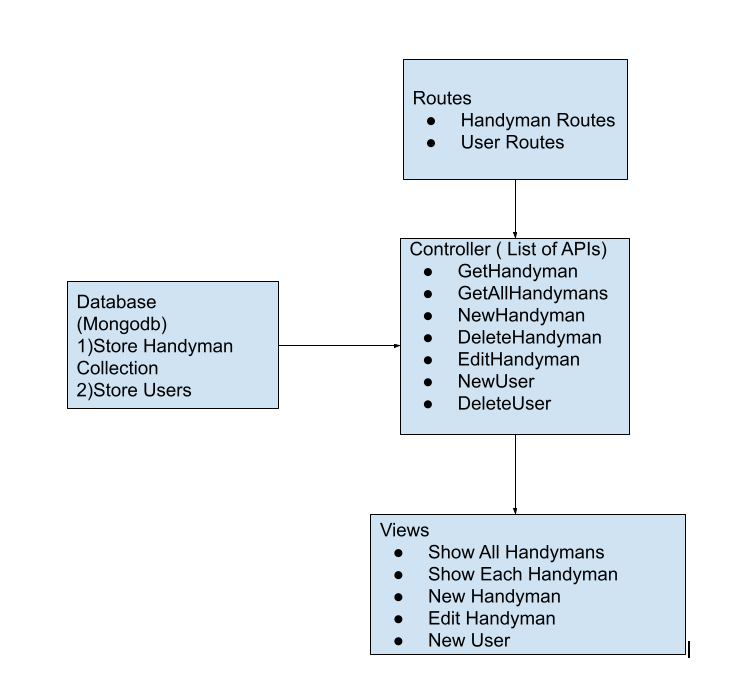 Routes
● Handyman Routes
● User Routes
Controller ( List of APIs)
● GetHandyman
● GetAllHandymans
● NewHandyman
● DeleteHandyman
● EditHandyman
● NewUser
● DeleteUser
Database
(Mongodb)
1)Store Handyman
Collection
2)Store Users
Views
● Show All Handymans
● Show Each Handyman
● New Handyman
● Edit Handyman
● New User